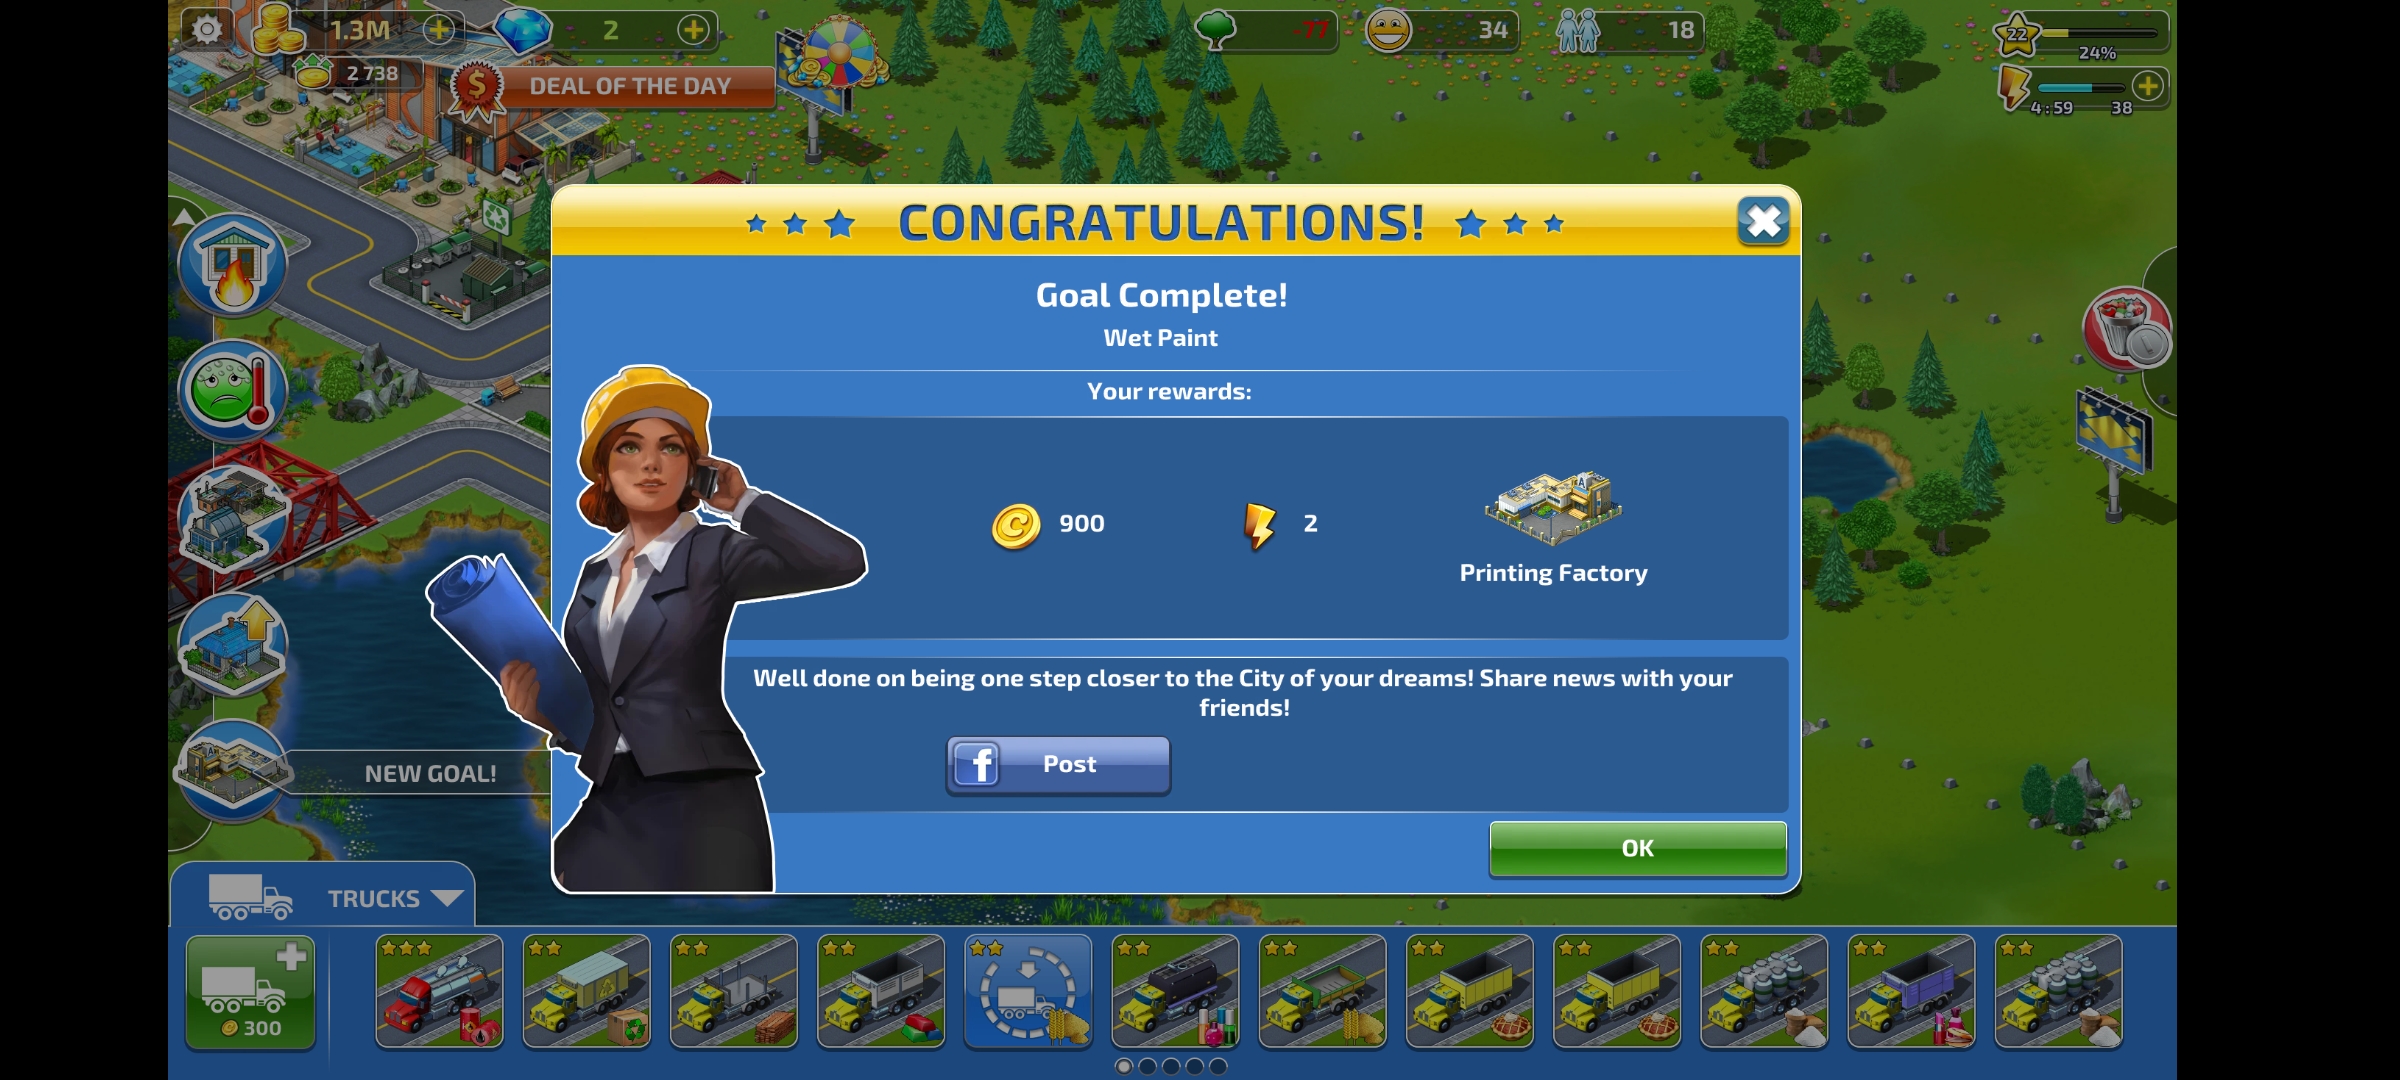 1.3M
2
-77
34
18
22
24%
2 738
DEAL OF THE DAY
4:59
38
CONGRATULATIONS!
Goal Complete!
Wet Paint
Your rewards:
900
2
Printing Factory
Well done on being one step closer to the City of your dreams! Share news with your
friends!
f Post
NEW GOAL!
OK
TRUCKS
300